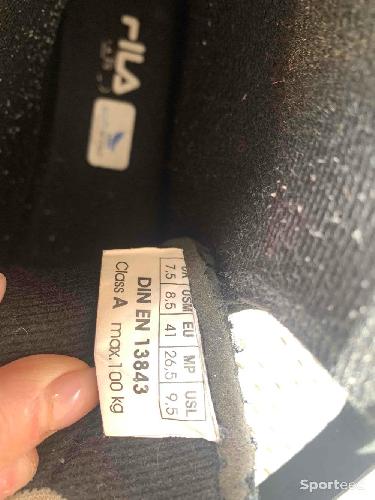 FILA
UK USM EU MP USL
7,5 8,5 41 26,5 9,5
DIN EN 13843
Class A max.100 kg
Sporteed